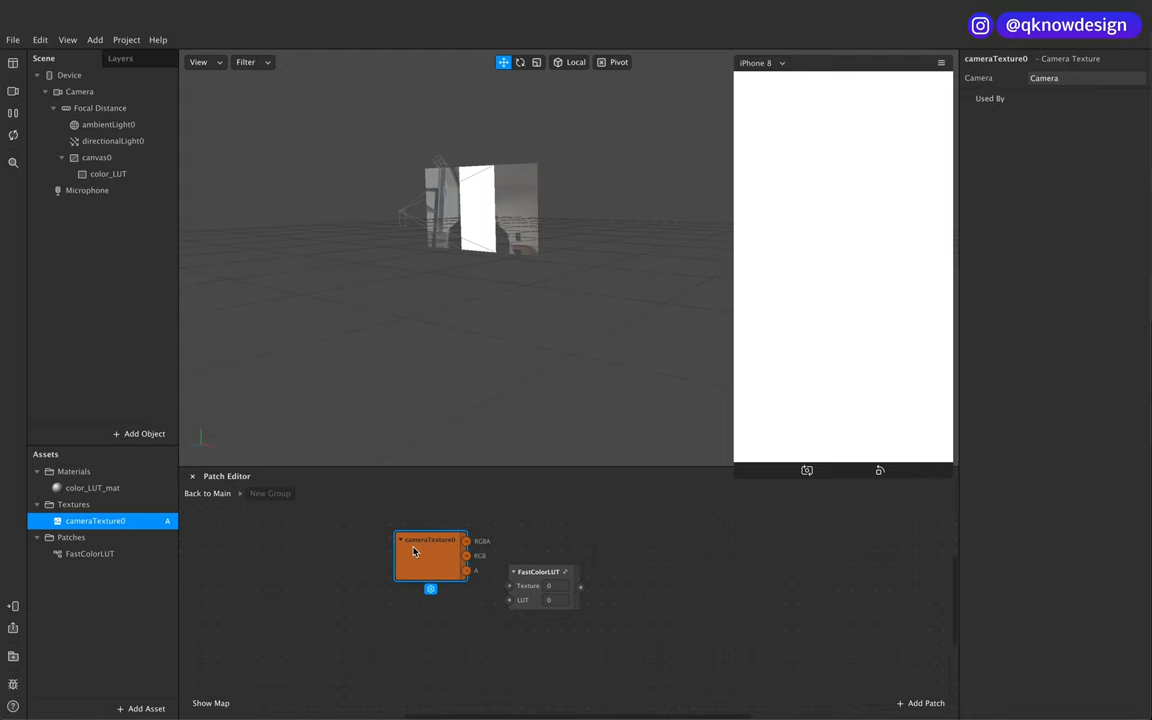 @qknowdesign
File Edit View Add Project Help
Scene Layers
Device
Camera
Focal Distance
ambientLight0
directionalLight0
canvas0
color_LUT
Microphone
+ Add Object
Assets
Materials
color_LUT_mat
Textures
cameraTexture0 A
Patches
FastColorLUT
+ Add Asset
View Filter Local Pivot
iPhone 8
cameraTexture0 - Camera Texture
Camera Camera
Used By
× Patch Editor
Back to Main New Group
cameraTexture0
RGBA
RGB
A
FastColorLUT
Texture 0
LUT 0
Show Map
+ Add Patch